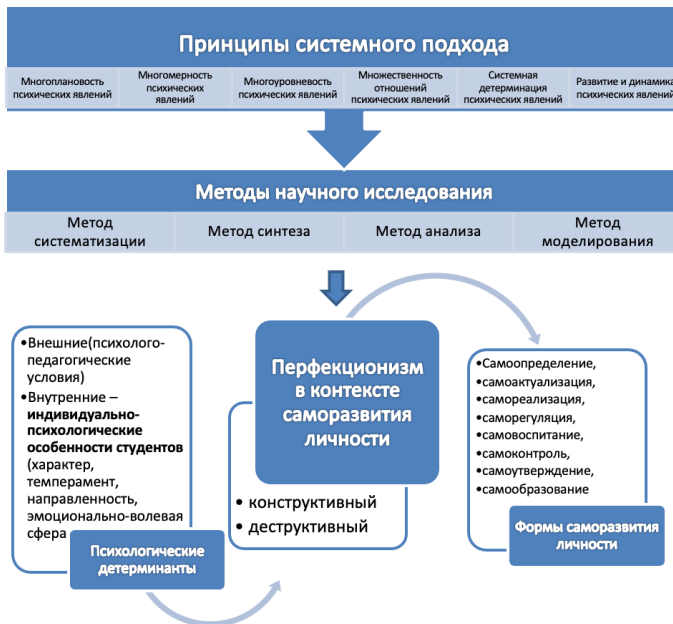 Принципы системного подхода
Многоплановость
психических явлений
Многомерность
психических
явлений
Многоуровневость
психических явлений
Множественность
отношений
психических явлений
Системная
детерминация
психических явлений
Развитие и динамика
психических явлений
Методы научного исследования
Метод
систематизации
Метод синтеза
Метод анализа
Метод
моделирования
•Внешние(психолого-
педагогические
условия)
•Внутренние –
индивидуально-
психологические
особенности студентов
(характер,
темперамент,
направленность,
эмоционально-волевая
сфера
Психологические
детерминанты
Перфекционизм
в контексте
саморазвития
личности
• конструктивный
• деструктивный
•Самоопределение,
•самоактуализация,
•самореализация,
•саморегуляция,
•самовоспитание,
•самоконтроль,
•самоутверждение,
•самообразование
Формы саморазвития
личности